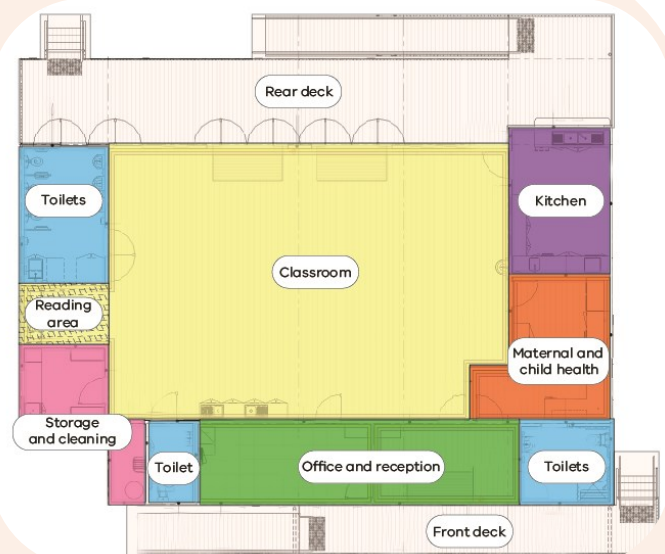 Rear deck
Toilets
Kitchen
Classroom
Reading
area
Maternal and
child health
Storage
and cleaning
Toilet
Office and reception
Toilets
Front deck